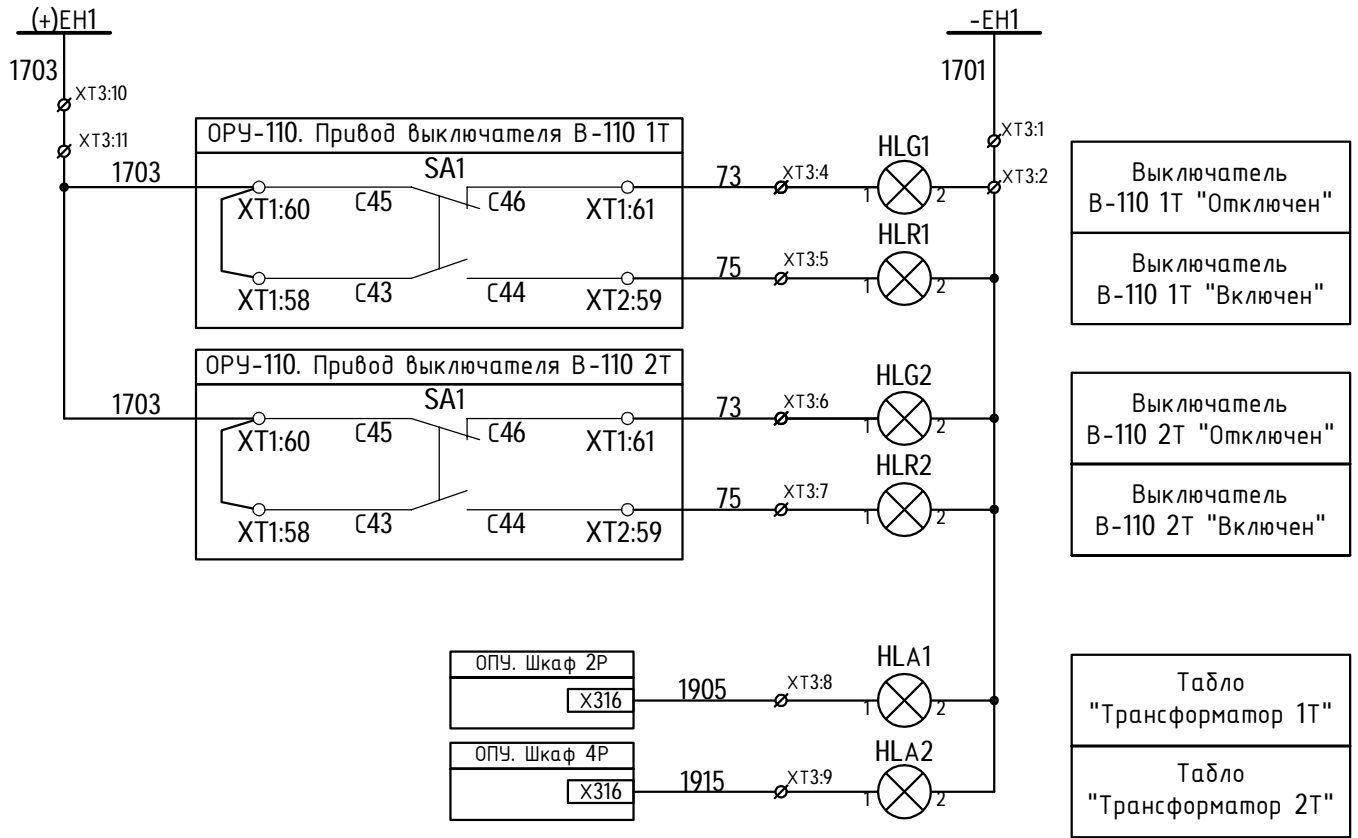 (+)EH1
-EH1
1703
1701
XT3:10
XT3:11
XT3:1
XT3:2
ОРУ-110. Привод выключателя В-110 1Т
1703
SA1
XT1:60
C45
C46
XT1:61
73
XT3:4
HLG1
1
2
XT1:58
C43
C44
XT2:59
75
XT3:5
HLR1
1
2
Выключатель
В-110 1Т "Отключен"
Выключатель
В-110 1Т "Включен"
ОРУ-110. Привод выключателя В-110 2Т
1703
SA1
XT1:60
C45
C46
XT1:61
73
XT3:6
HLG2
1
2
XT1:58
C43
C44
XT2:59
75
XT3:7
HLR2
1
2
Выключатель
В-110 2Т "Отключен"
Выключатель
В-110 2Т "Включен"
ОПУ. Шкаф 2Р
X316
1905
XT3:8
HLA1
1
2
Табло
"Трансформатор 1Т"
ОПУ. Шкаф 4Р
X316
1915
XT3:9
HLA2
1
2
Табло
"Трансформатор 2Т"